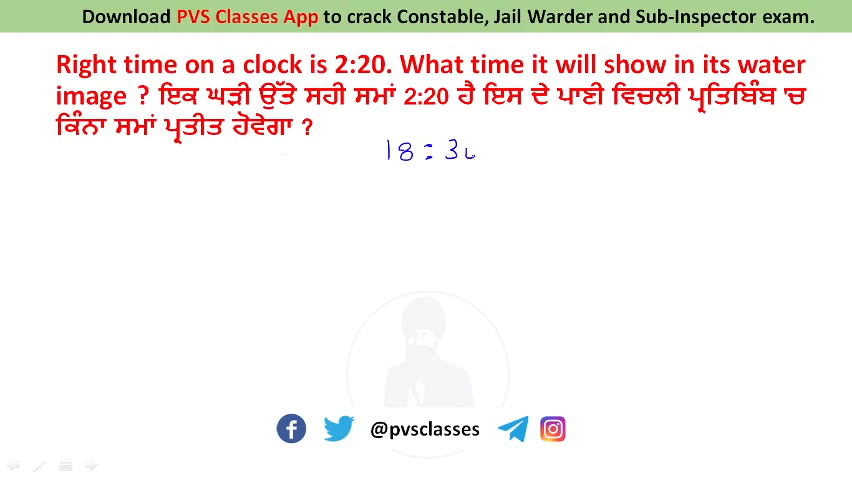 Download PVS Classes App to crack Constable, Jail Warder and Sub-Inspector exam.
Right time on a clock is 2:20. What time it will show in its water
image ? ਇਕ ਘੜੀ ਉੱਤੇ ਸਹੀ ਸਮਾਂ 2:20 ਹੈ ਇਸ ਦੇ ਪਾਣੀ ਵਿਚਲੀ ਪ੍ਰਤਿਬਿੰਬ 'ਚ
ਕਿੰਨਾ ਸਮਾਂ ਪ੍ਰਤੀਤ ਹੋਵੇਗਾ ?
18:3
@pvsclasses